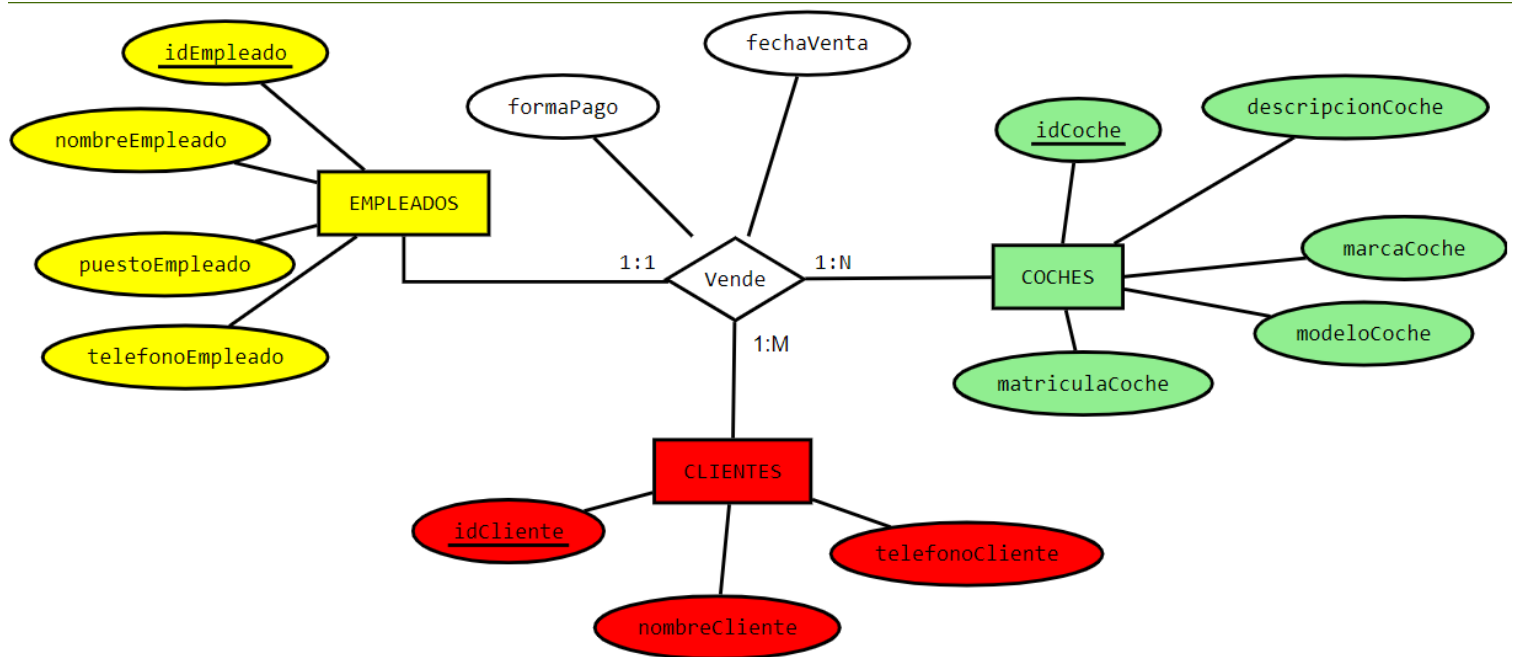 fechaVenta
idEmpleado
formaPago
descripcionCoche
idCoche
nombreEmpleado
EMPLEADOS
marcaCoche
puestoEmpleado
1:1
Vende
1:N
COCHES
modeloCoche
telefonoEmpleado
1:M
matriculaCoche
CLIENTES
idCliente
telefonoCliente
nombreCliente